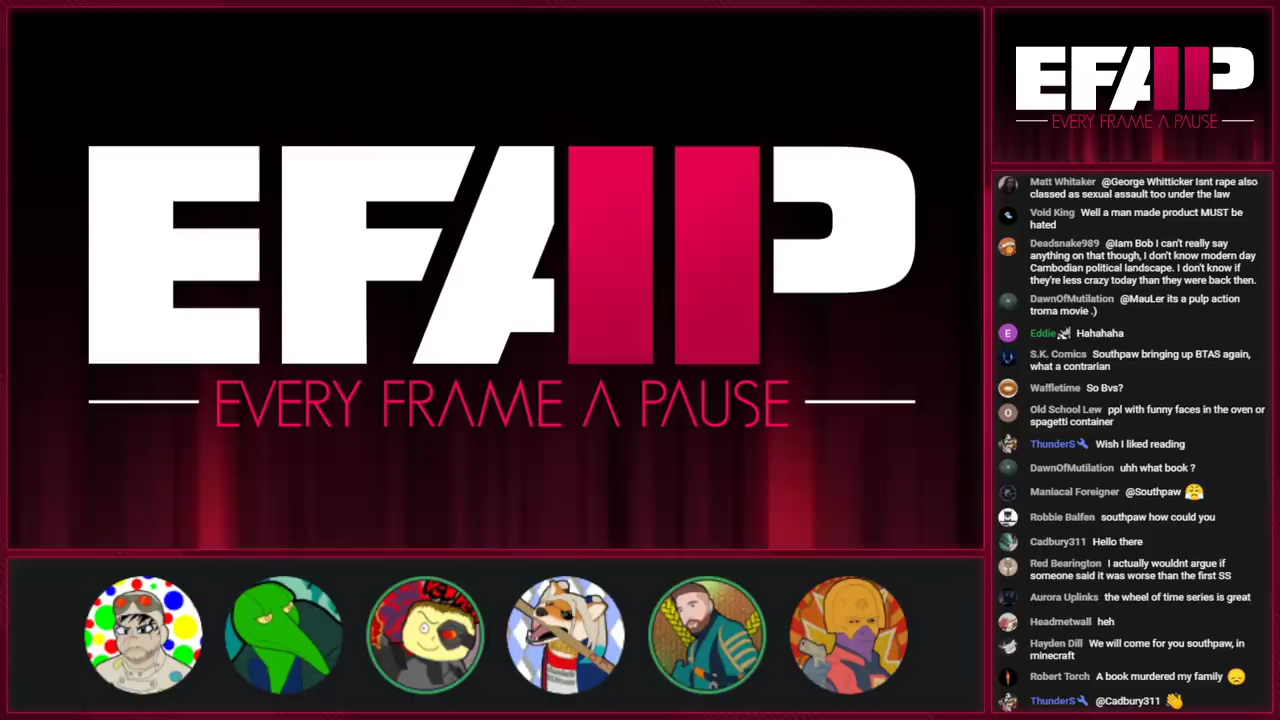 EFAP
EVERY FRAME A PAUSE
EFAP
EVERY FRAME A PAUSE
Matt Whitaker @George Whitticker Isnt rape also
classed as sexual assault too under the law
Void King Well a man made product MUST be
hated
Deadsnake989 @Iam Bob I can't really say
anything on that though, I don't know modern day
Cambodian political landscape. I don't know if
they're less crazy today than they were back then.
DawnOfMutilation @MauLer its a pulp action
troma movie .)
E Eddie Hahahaha
S.K. Comics Southpaw bringing up BTAS again,
what a contrarian
Waffletime So Bvs?
O Old School Lew ppl with funny faces in the oven or
spagetti container
ThunderS Wish I liked reading
DawnOfMutilation uhh what book ?
Maniacal Foreigner @Southpaw 😤
Robbie Balfen southpaw how could you
Cadbury311 Hello there
Red Bearington I actually wouldnt argue if
someone said it was worse than the first SS
Aurora Uplinks the wheel of time series is great
Headmetwall heh
Hayden Dill We will come for you southpaw, in
minecraft
Robert Torch A book murdered my family 😞
ThunderS @Cadbury311 👋